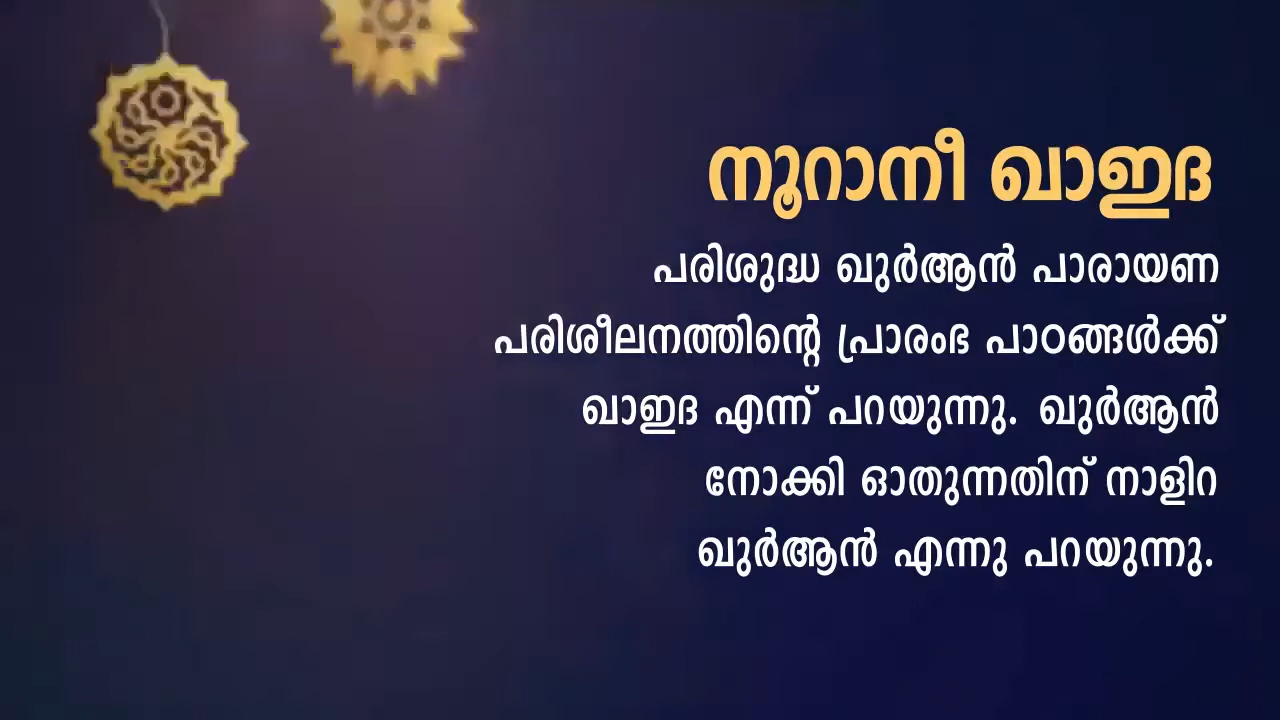 നൂറാനീ ഖാഇദ
പരിശുദ്ധ ഖുർആൻ പാരായണ
പരിശീലനത്തിന്റെ പ്രാരംഭ പാഠങ്ങൾക്ക്
ഖാഇദ എന്ന് പറയുന്നു. ഖുർആൻ
നോക്കി ഓതുന്നതിന് നാളിറ
ഖുർആൻ എന്നു പറയുന്നു.